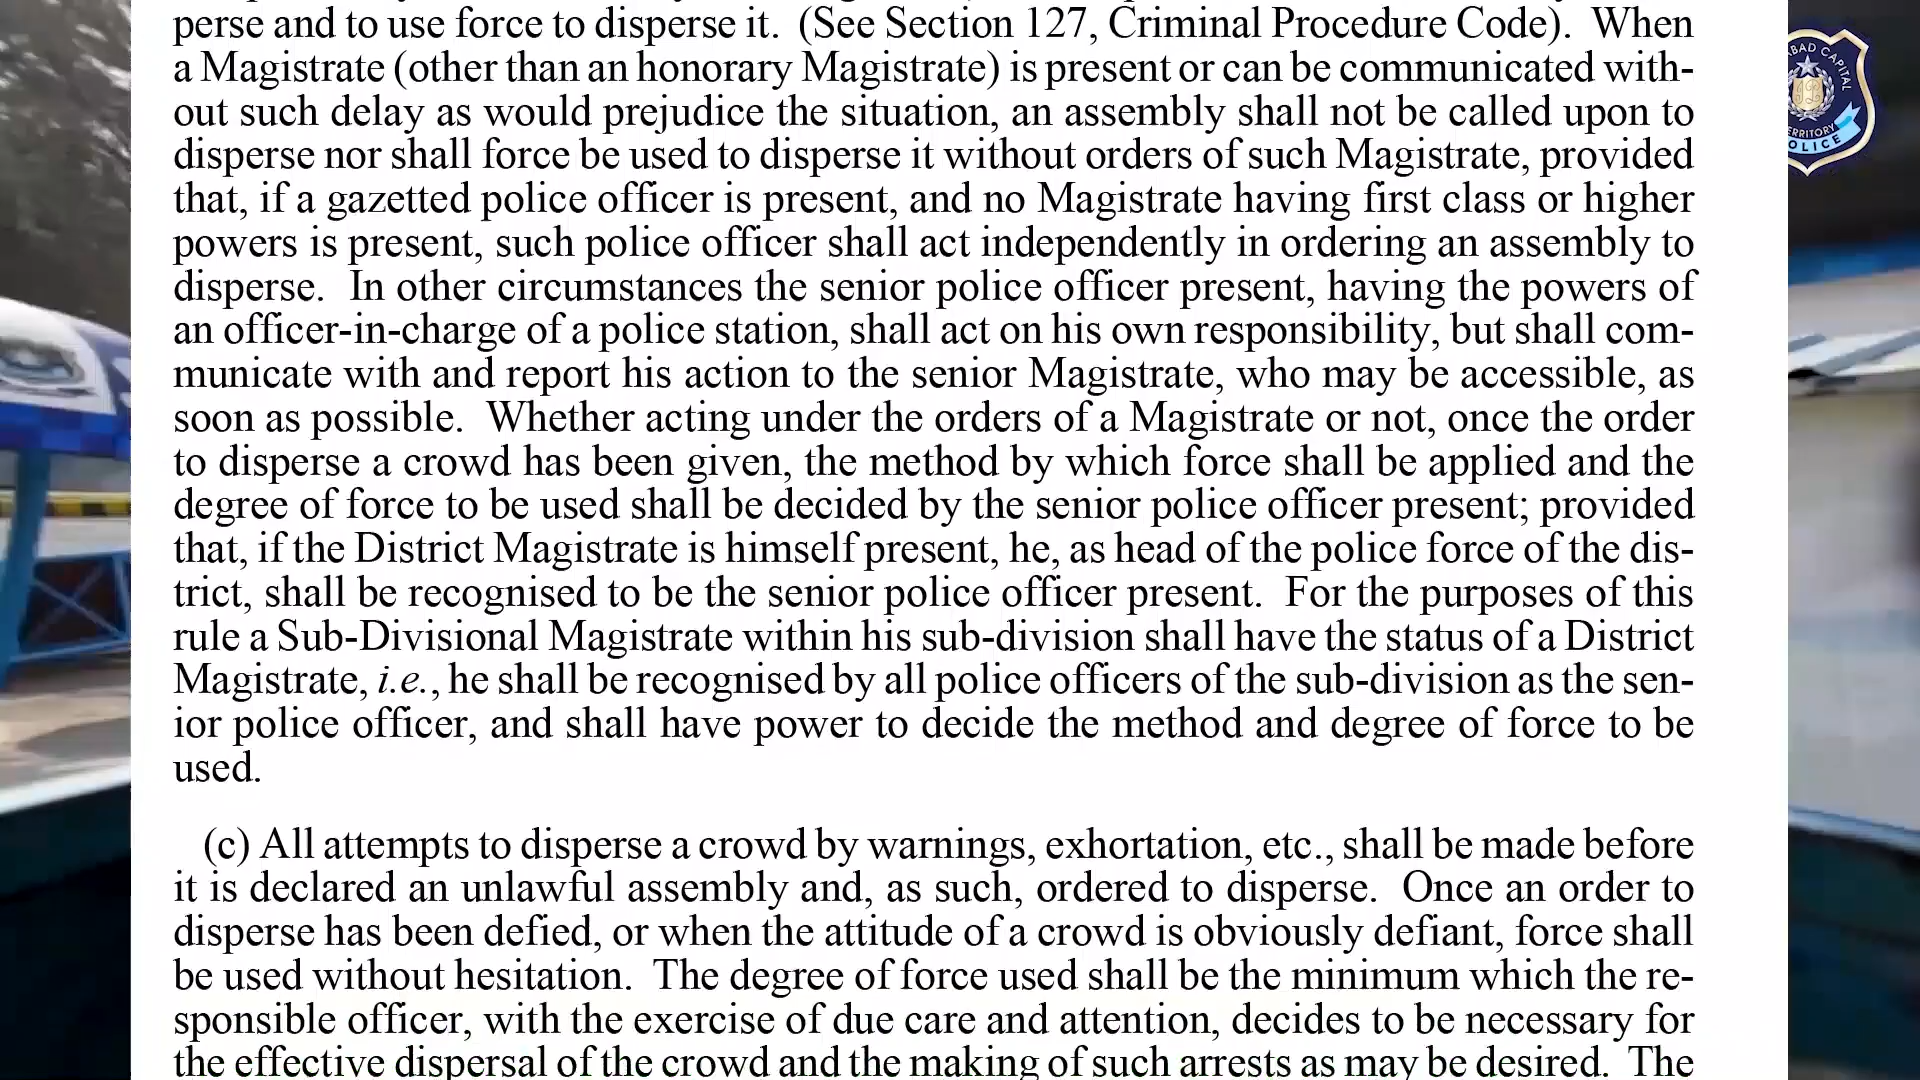 perse and to use force to disperse it. (See Section 127, Criminal Procedure Code). When
a Magistrate (other than an honorary Magistrate) is present or can be communicated with-
out such delay as would prejudice the situation, an assembly shall not be called upon to
disperse nor shall force be used to disperse it without orders of such Magistrate, provided
that, if a gazetted police officer is present, and no Magistrate having first class or higher
powers is present, such police officer shall act independently in ordering an assembly to
disperse. In other circumstances the senior police officer present, having the powers of
an officer-in-charge of a police station, shall act on his own responsibility, but shall com-
municate with and report his action to the senior Magistrate, who may be accessible, as
soon as possible. Whether acting under the orders of a Magistrate or not, once the order
to disperse a crowd has been given, the method by which force shall be applied and the
degree of force to be used shall be decided by the senior police officer present; provided
that, if the District Magistrate is himself present, he, as head of the police force of the dis-
trict, shall be recognised to be the senior police officer present. For the purposes of this
rule a Sub-Divisional Magistrate within his sub-division shall have the status of a District
Magistrate, i.e., he shall be recognised by all police officers of the sub-division as the sen-
ior police officer, and shall have power to decide the method and degree of force to be
used.
(c) All attempts to disperse a crowd by warnings, exhortation, etc., shall be made before
it is declared an unlawful assembly and, as such, ordered to disperse. Once an order to
disperse has been defied, or when the attitude of a crowd is obviously defiant, force shall
be used without hesitation. The degree of force used shall be the minimum which the re-
sponsible officer, with the exercise of due care and attention, decides to be necessary for
the effective dispersal of the crowd and the making of such arrests as may be desired. The
ABAD CAPITAL
ERRITORY
OLICE